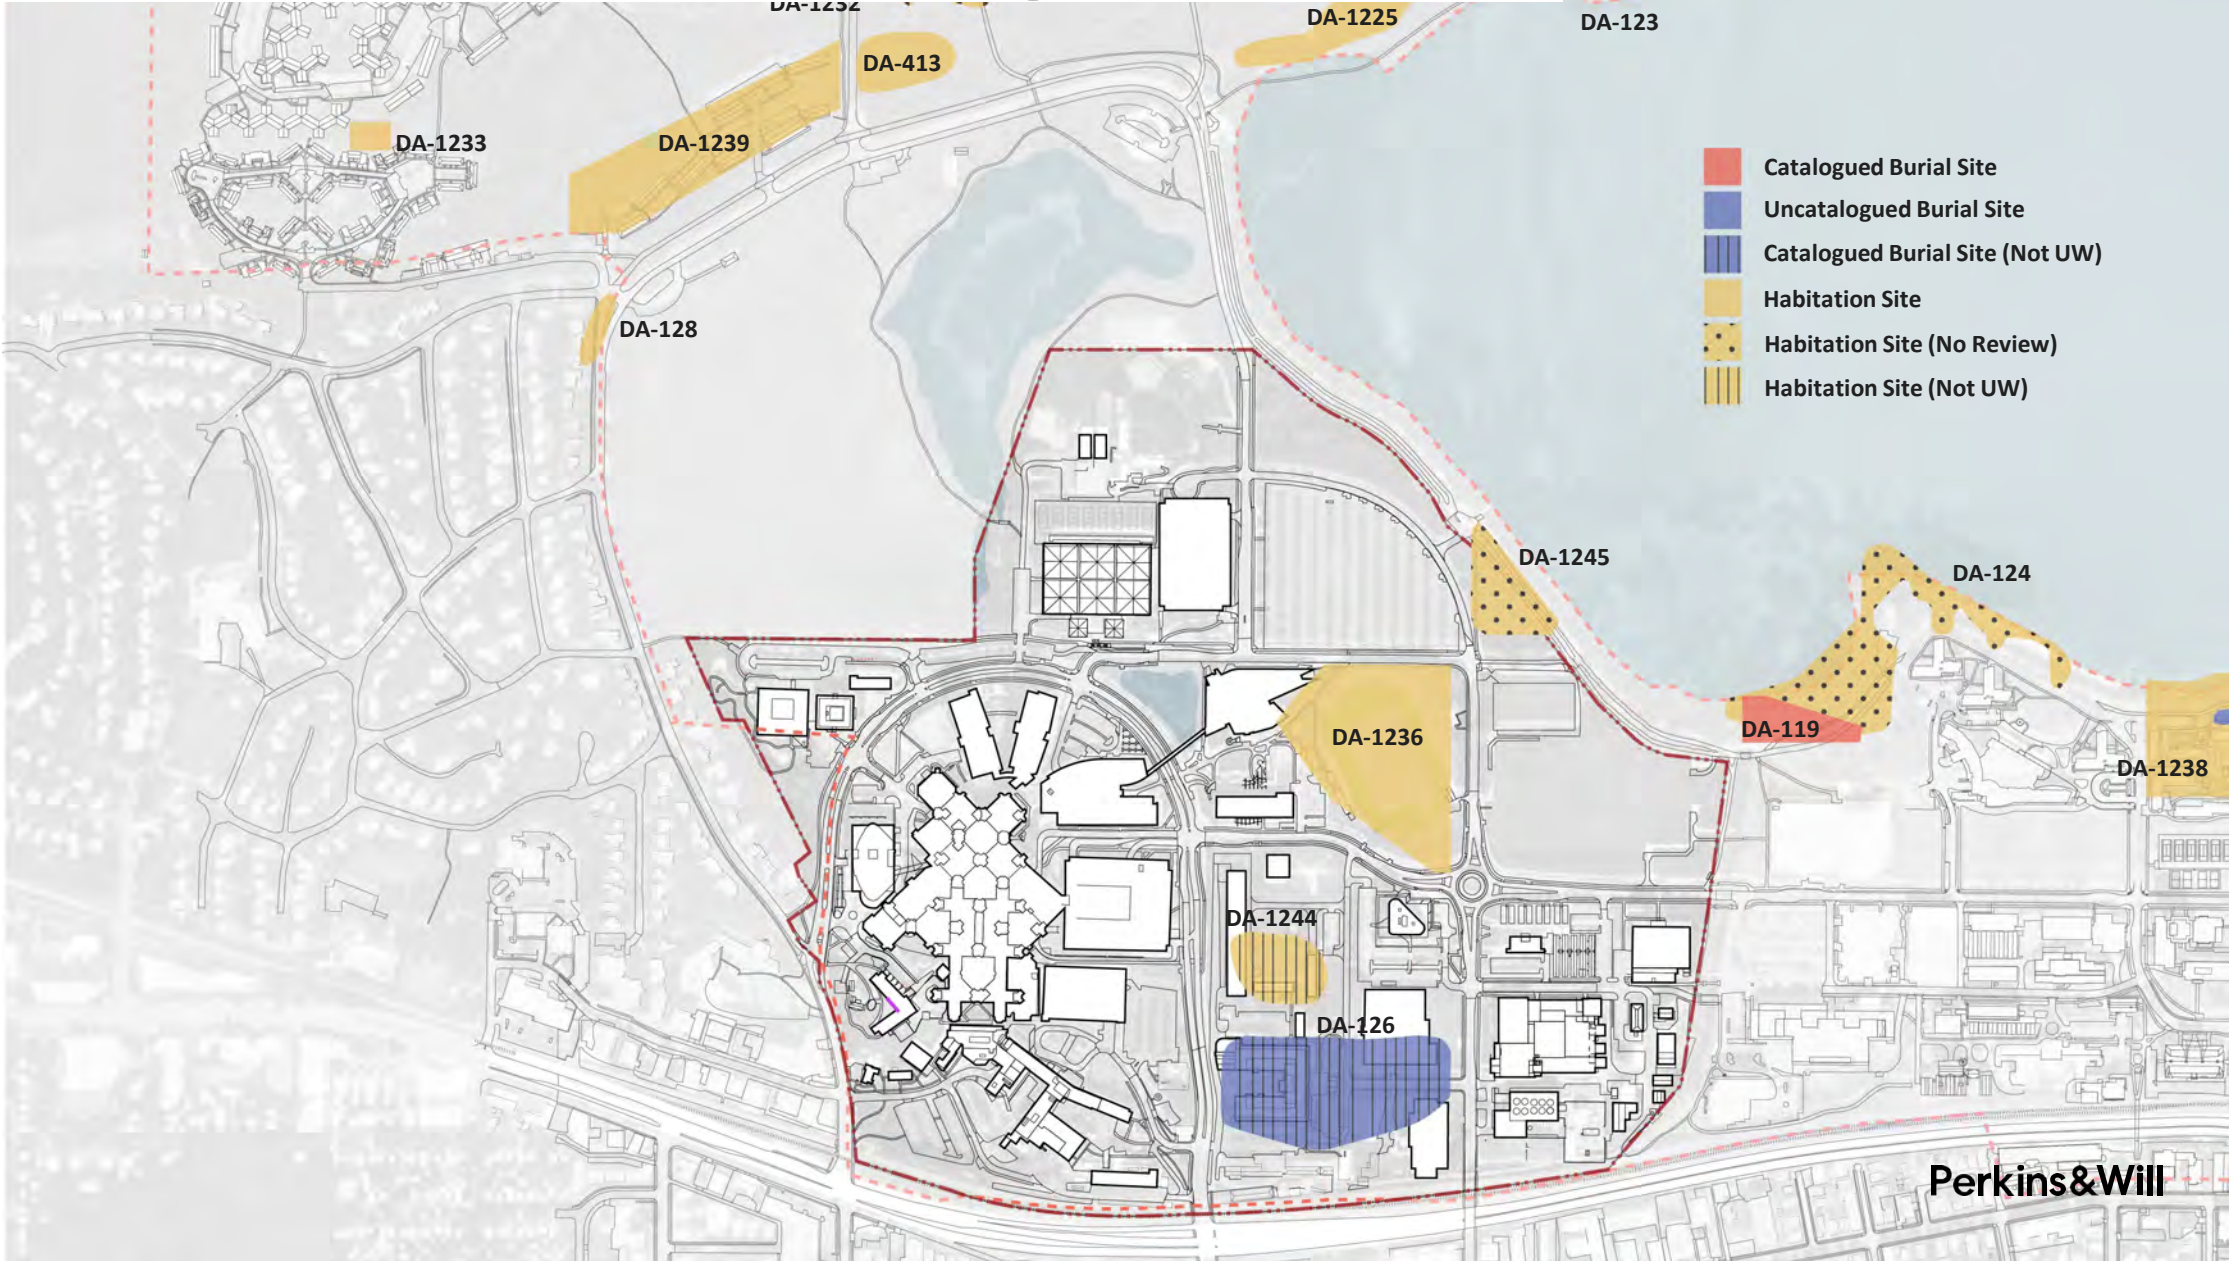 DA-1232
DA-1225
DA-123
DA-413
DA-1233
DA-1239
Catalogued Burial Site
Uncatalogued Burial Site
Catalogued Burial Site (Not UW)
Habitation Site
Habitation Site (No Review)
Habitation Site (Not UW)
DA-128
DA-1245
DA-124
DA-119
DA-1236
DA-1238
DA-1244
DA-126
Perkins&Will